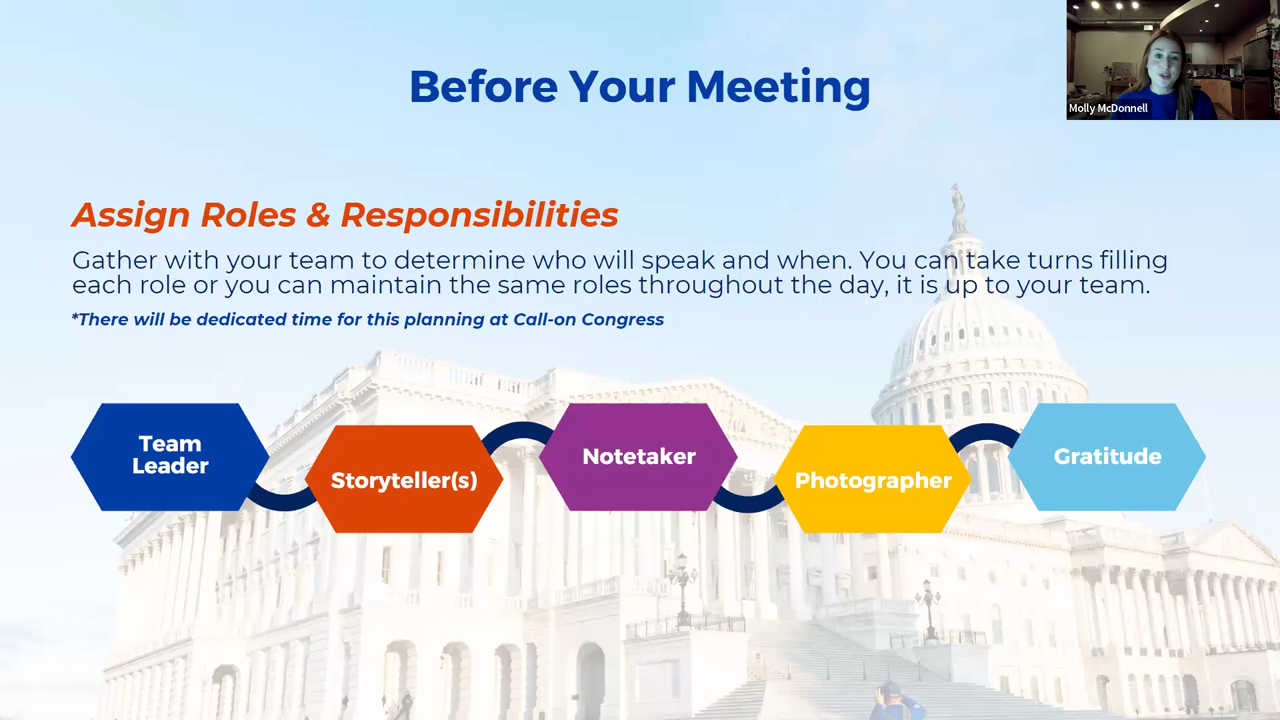 Before Your Meeting
Molly McDonnell
Assign Roles & Responsibilities
Gather with your team to determine who will speak and when. You can take turns filling
each role or you can maintain the same roles throughout the day, it is up to your team.
*There will be dedicated time for this planning at Call-on Congress
Team
Leader
Storyteller(s)
Notetaker
Photographer
Gratitude